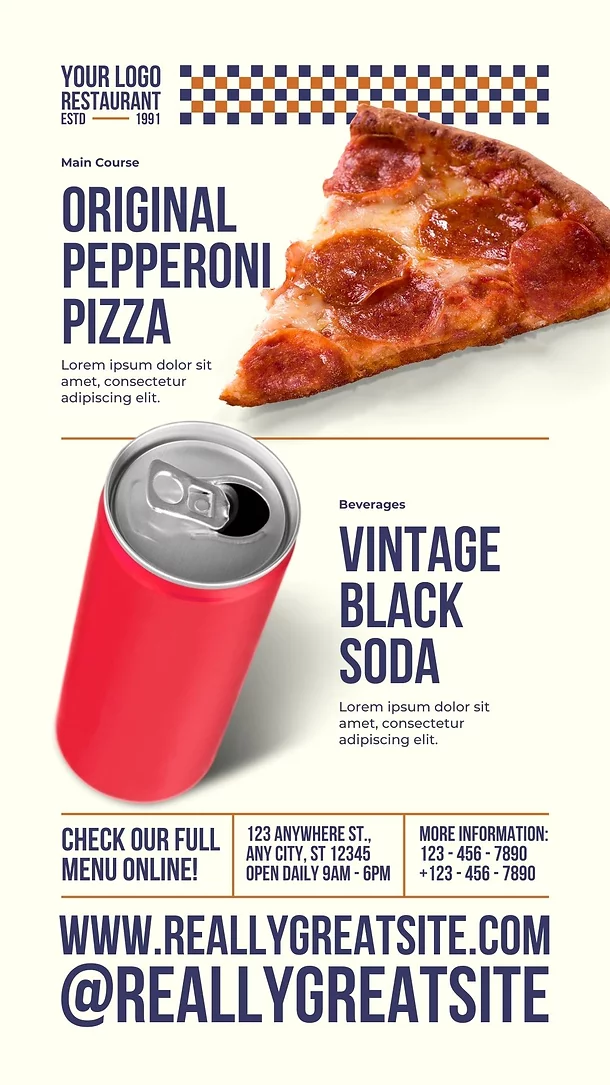 YOUR LOGO
RESTAURANT
ESTD 1991
Main Course
ORIGINAL
PEPPERONI
PIZZA
Lorem ipsum dolor sit
amet, consectetur
adipiscing elit.
Beverages
VINTAGE
BLACK
SODA
Lorem ipsum dolor sit
amet, consectetur
adipiscing elit.
CHECK OUR FULL
MENU ONLINE!
123 ANYWHERE ST.,
ANY CITY, ST 12345
OPEN DAILY 9AM - 6PM
MORE INFORMATION:
123 - 456 - 7890
+123 - 456 - 7890
WWW.REALLYGREATSITE.COM
@REALLYGREATSITE